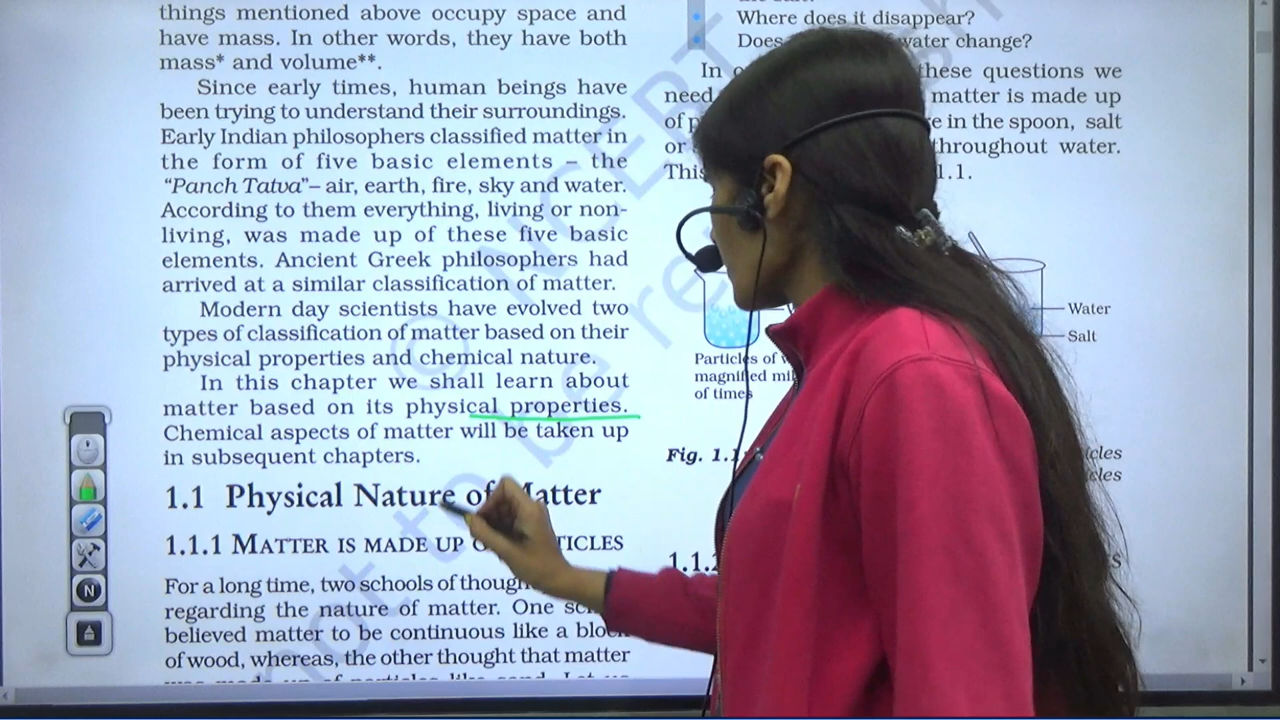 things mentioned above occupy space and
have mass. In other words, they have both
mass* and volume**.
Since early times, human beings have
been trying to understand their surroundings.
Early Indian philosophers classified matter in
the form of five basic elements – the
“Panch Tatva”– air, earth, fire, sky and water.
According to them everything, living or non-
living, was made up of these five basic
elements. Ancient Greek philosophers had
arrived at a similar classification of matter.
Modern day scientists have evolved two
types of classification of matter based on their
physical properties and chemical nature.
In this chapter we shall learn about
matter based on its physical properties.
Chemical aspects of matter will be taken up
in subsequent chapters.
1.1 Physical Nature of Matter
1.1.1 MATTER IS MADE UP
For a long time, two schools of
regarding the nature of matter. One
believed matter to be continuous like a
of wood, whereas, the other thought that matter
Where does it disappear?
Does water change?
In these questions we
need matter is made up
of in the spoon, salt
or throughout water.
This 1.1.
Water
Salt
Particles of
magnified
of times
Fig. 1.1
1.1.2
© NCERT
not to be
N